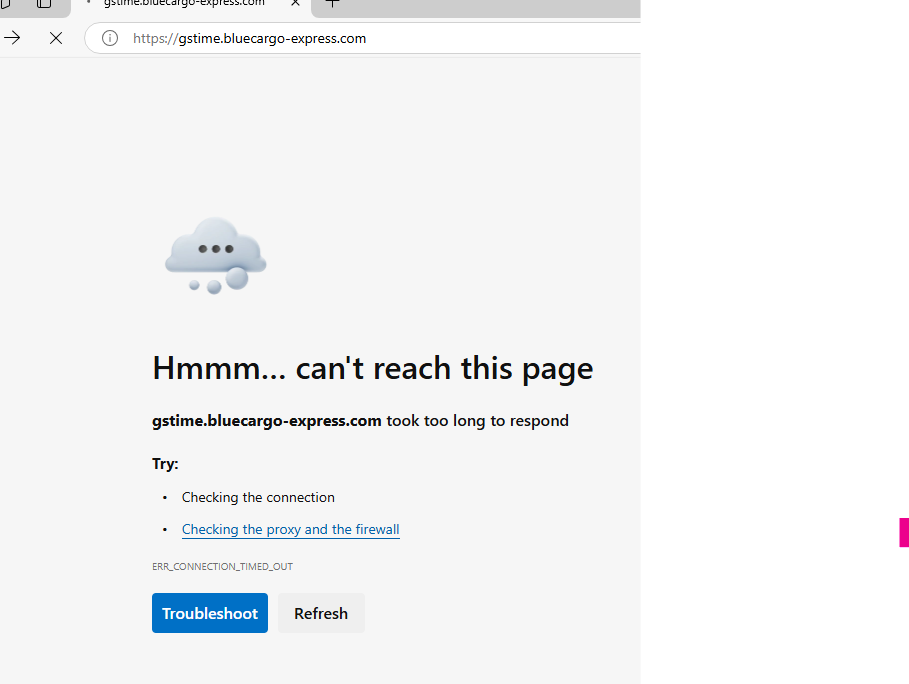 gstime.bluecargo-express.com
https://gstime.bluecargo-express.com
Hmmm... can't reach this page
gstime.bluecargo-express.com took too long to respond
Try:
• Checking the connection
• Checking the proxy and the firewall
ERR_CONNECTION_TIMED_OUT
Troubleshoot Refresh